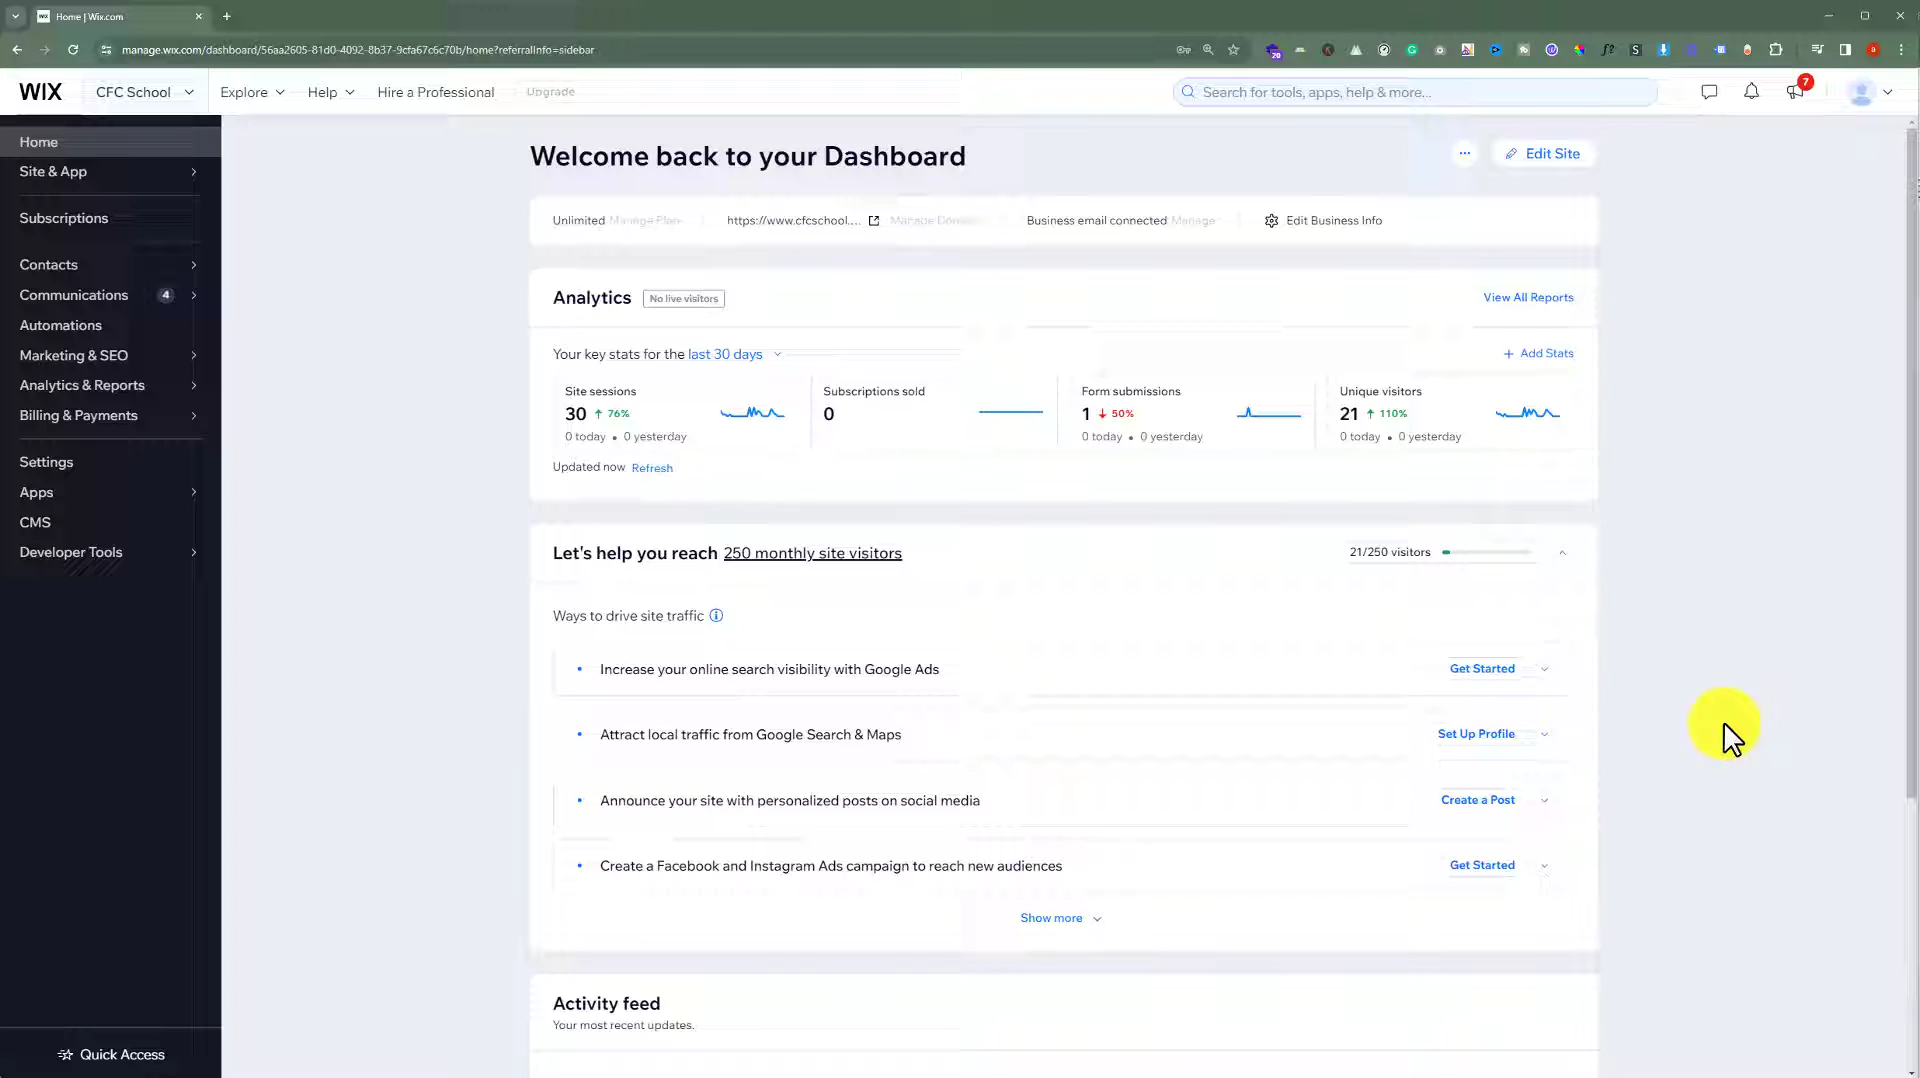 Home | Wix.com
manage.wix.com/dashboard/56aa2605-81d0-4092-8b37-9cfa67c6c70b/home?referralInfo=sidebar
20
WIX
CFC School
Explore
Help
Hire a Professional
Upgrade
Search for tools, apps, help & more...
7
Home
Site & App
Subscriptions
Contacts
Communications 4
Automations
Marketing & SEO
Analytics & Reports
Billing & Payments
Settings
Apps
CMS
Developer Tools
Quick Access
Welcome back to your Dashboard
Edit Site
Unlimited Manage Plan
https://www.cfcschool.... Manage Domain
Business email connected Manage
Edit Business Info
Analytics No live visitors
View All Reports
Your key stats for the last 30 days
+ Add Stats
Site sessions
30 ↑ 76%
0 today • 0 yesterday
Subscriptions sold
0
Form submissions
1 ↓ 50%
0 today • 0 yesterday
Unique visitors
21 ↑ 110%
0 today • 0 yesterday
Updated now Refresh
Let's help you reach 250 monthly site visitors
21/250 visitors
Ways to drive site traffic
Increase your online search visibility with Google Ads
Get Started
Attract local traffic from Google Search & Maps
Set Up Profile
Announce your site with personalized posts on social media
Create a Post
Create a Facebook and Instagram Ads campaign to reach new audiences
Get Started
Show more
Activity feed
Your most recent updates.